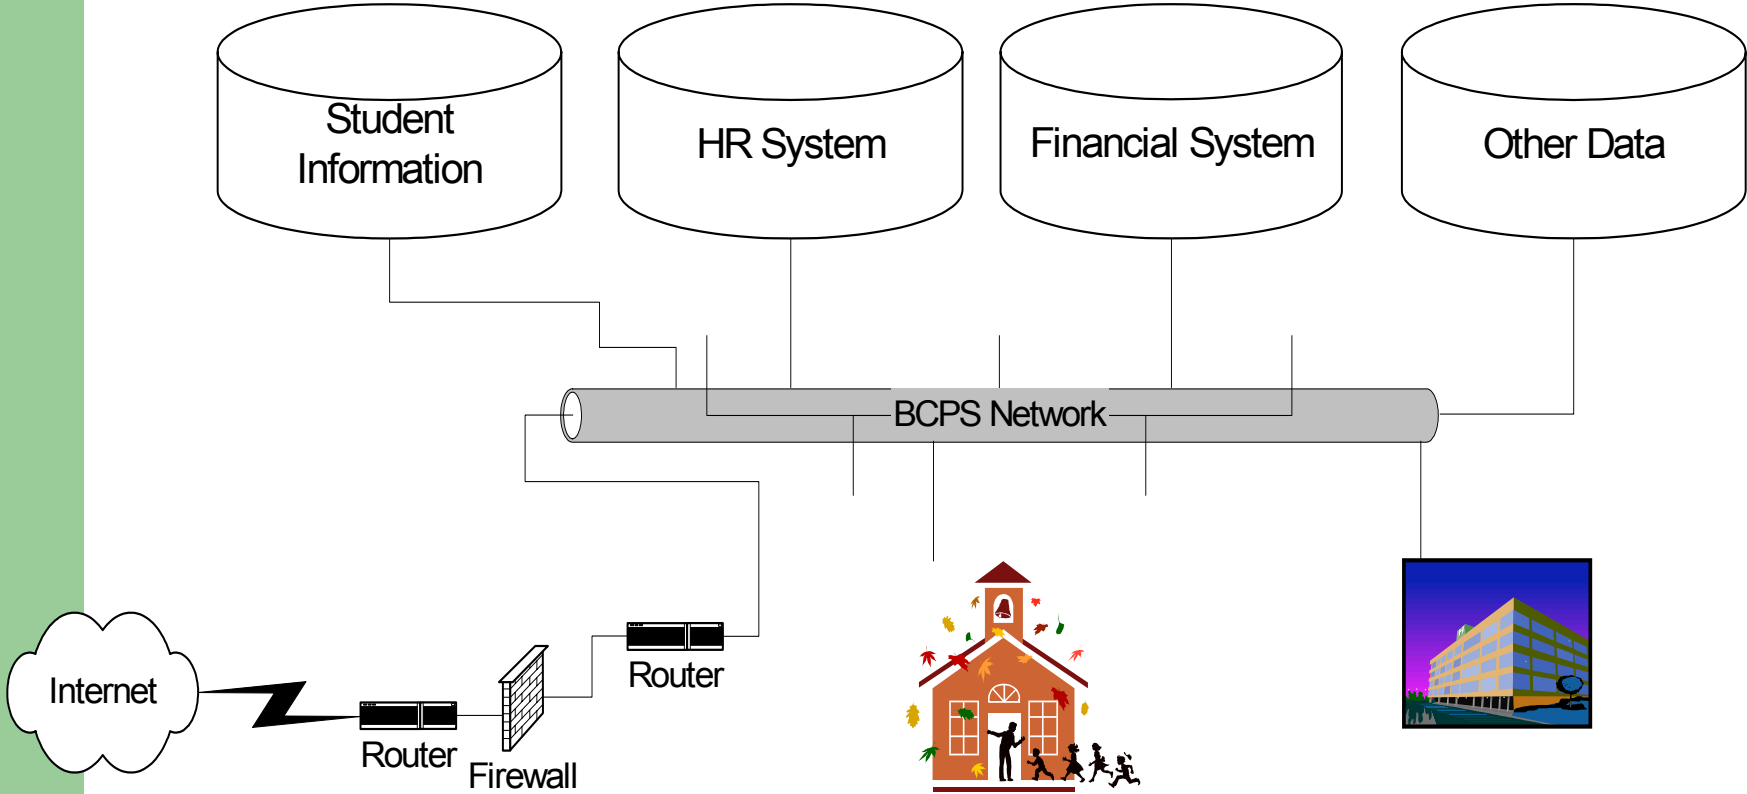 Student
Information
HR System
Financial System
Other Data
BCPS Network
Internet
Router
Firewall
Router